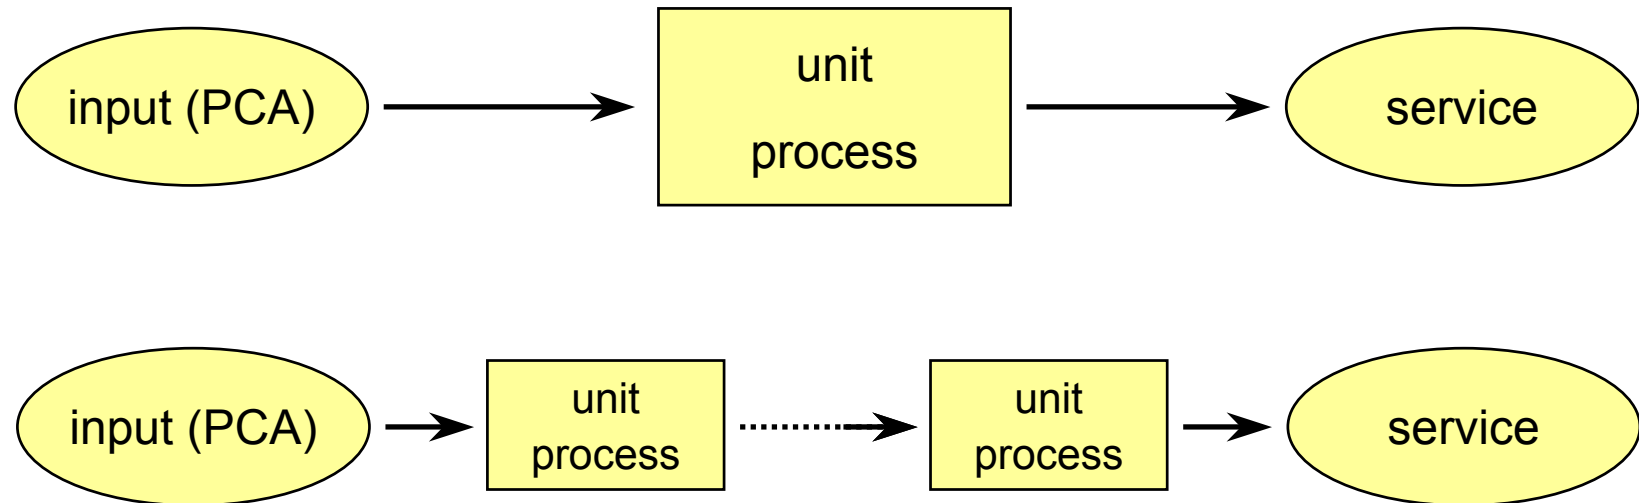 input (PCA)
unit
process
service
input (PCA)
unit
process
unit
process
service